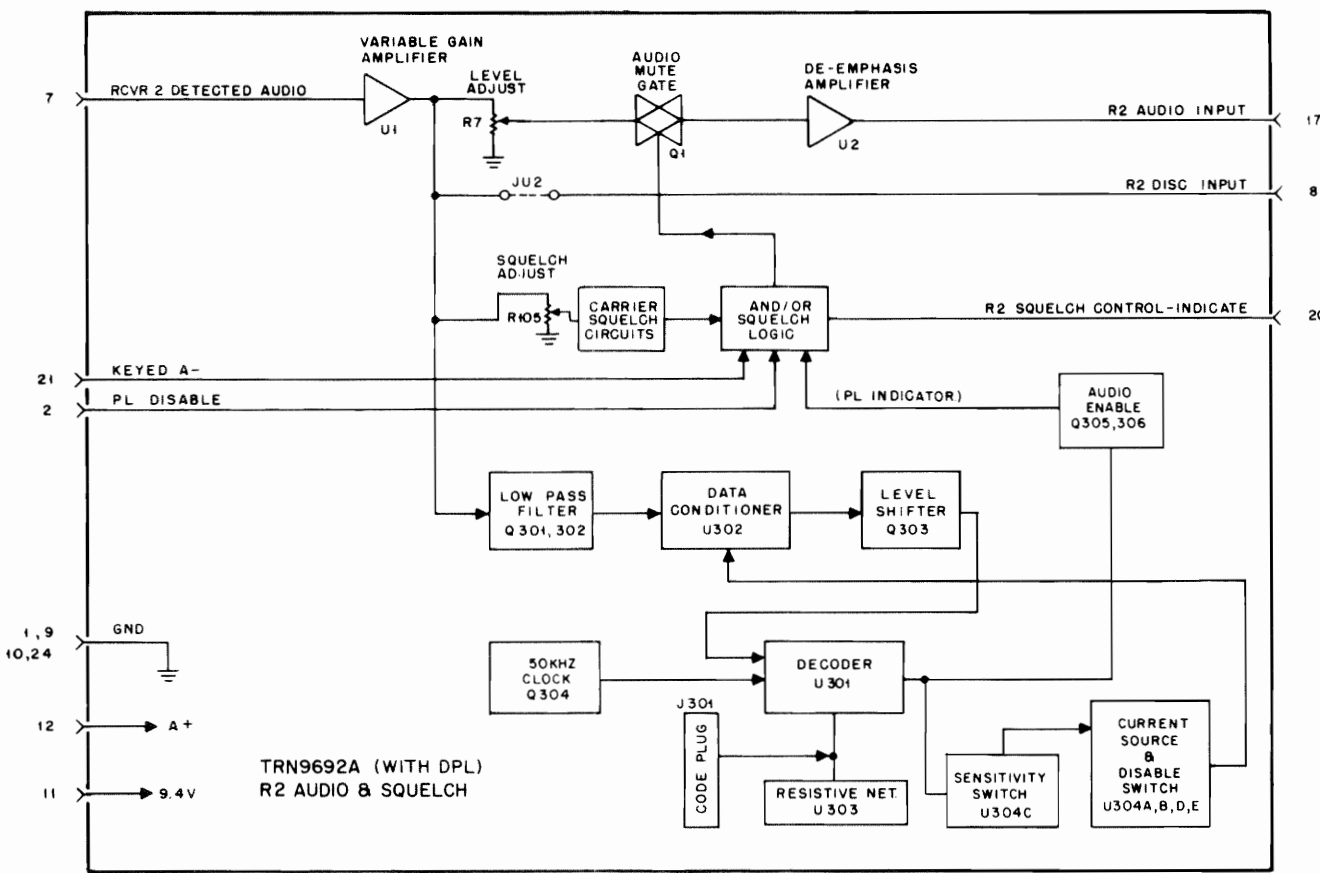 VARIABLE GAIN
AMPLIFIER
U1
7
RCVR 2 DETECTED AUDIO
LEVEL
ADJUST
R7
AUDIO
MUTE
GATE
Q1
DE-EMPHASIS
AMPLIFIER
U2
R2 AUDIO INPUT
17
JU2
R2 DISC INPUT
8
SQUELCH
ADJUST
R105
CARRIER
SQUELCH
CIRCUITS
AND/OR
SQUELCH
LOGIC
R2 SQUELCH CONTROL-INDICATE
20
21
KEYED A-
2
PL DISABLE
(PL INDICATOR)
AUDIO
ENABLE
Q305,306
LOW PASS
FILTER
Q301,302
DATA
CONDITIONER
U302
LEVEL
SHIFTER
Q303
1,9
10,24
GND
50KHZ
CLOCK
Q304
DECODER
U301
J301
CODE PLUG
RESISTIVE NET.
U303
SENSITIVITY
SWITCH
U304C
CURRENT
SOURCE
&
DISABLE
SWITCH
U304A,B,D,E
12
A+
11
9.4V
TRN9692A (WITH DPL)
R2 AUDIO & SQUELCH